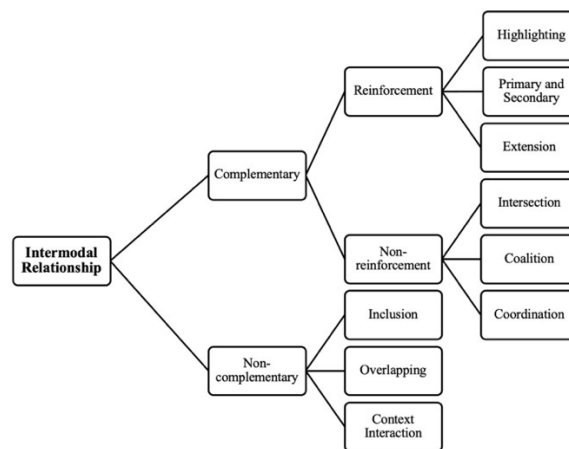 Highlighting
Reinforcement
Primary and
Secondary
Extension
Complementary
Intersection
Intermodal
Relationship
Non-
reinforcement
Coalition
Coordination
Inclusion
Non-
complementary
Overlapping
Context
Interaction